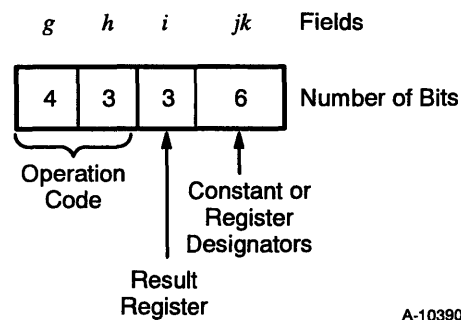 g h i jk Fields
4 3 3 6 Number of Bits
Operation
Code
Constant or
Register
Designators
Result
Register
A-10390